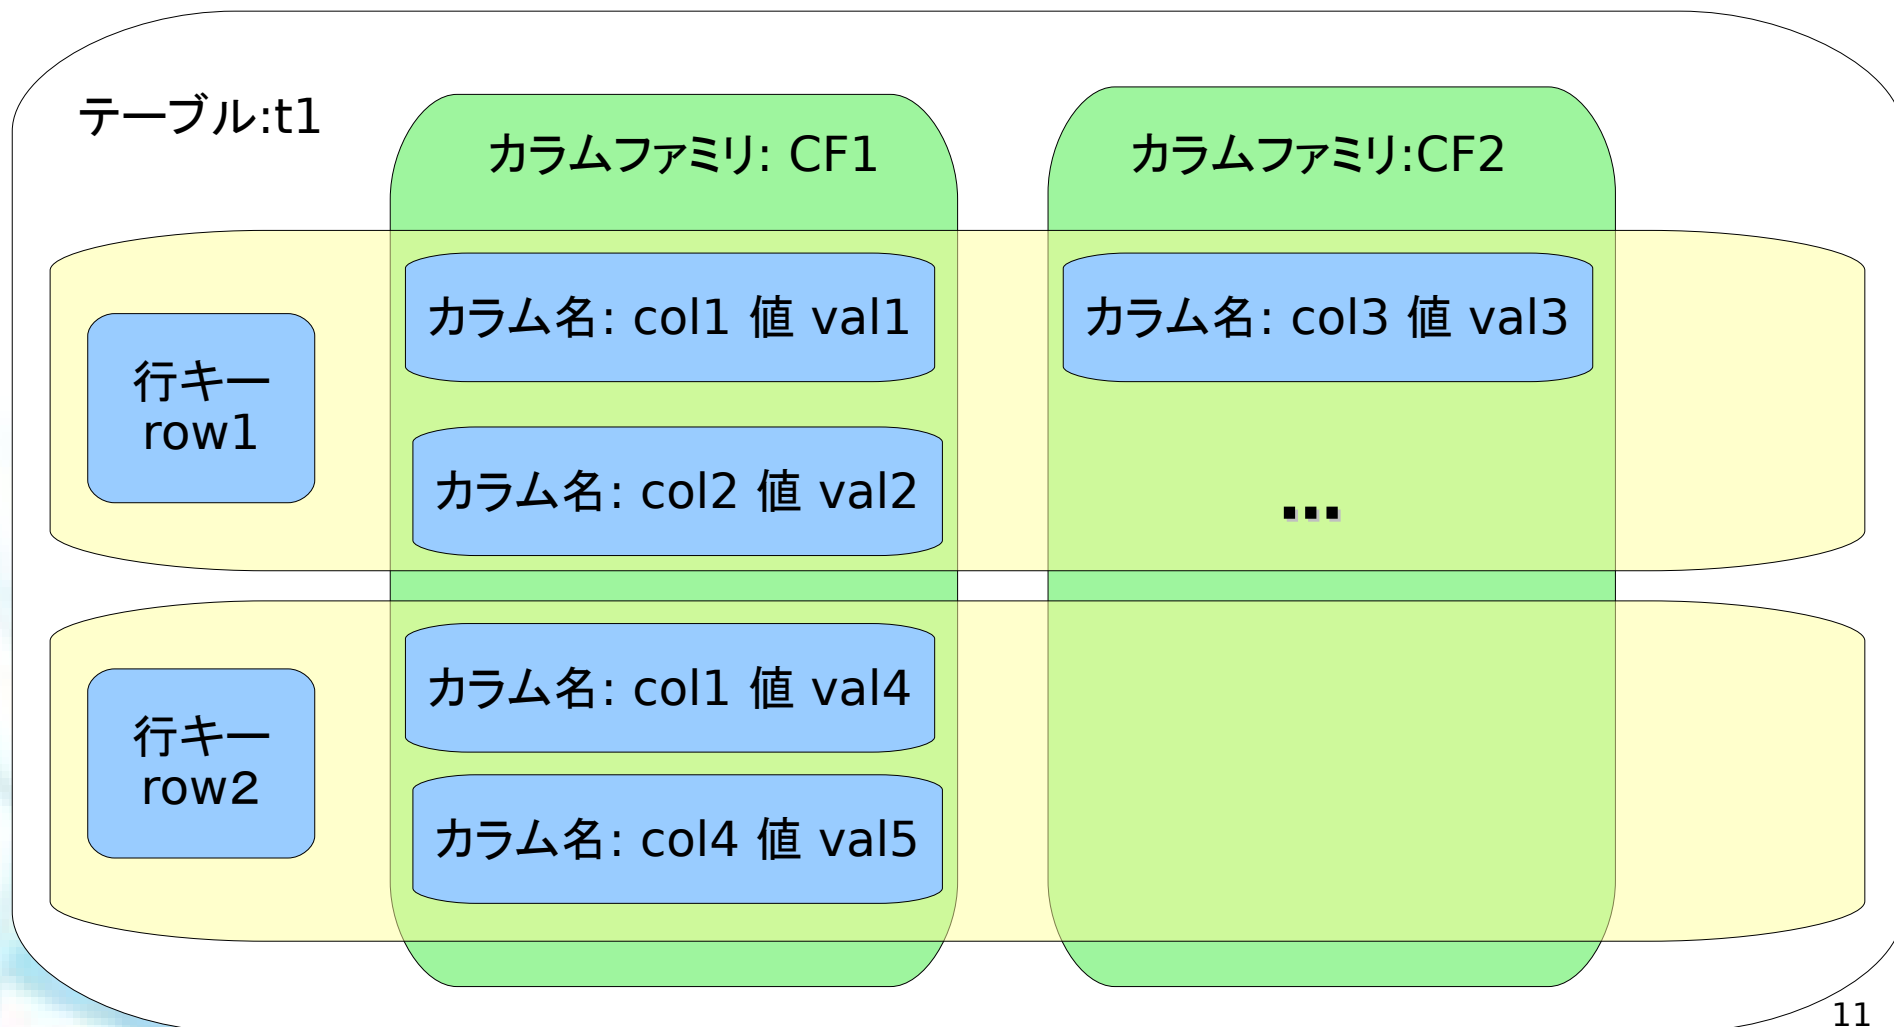 テーブル:t1
カラムファミリ: CF1
カラムファミリ:CF2
行キー
row1
カラム名: col1 値 val1
カラム名: col3 値 val3
カラム名: col2 値 val2
...
行キー
row2
カラム名: col1 値 val4
カラム名: col4 値 val5
11